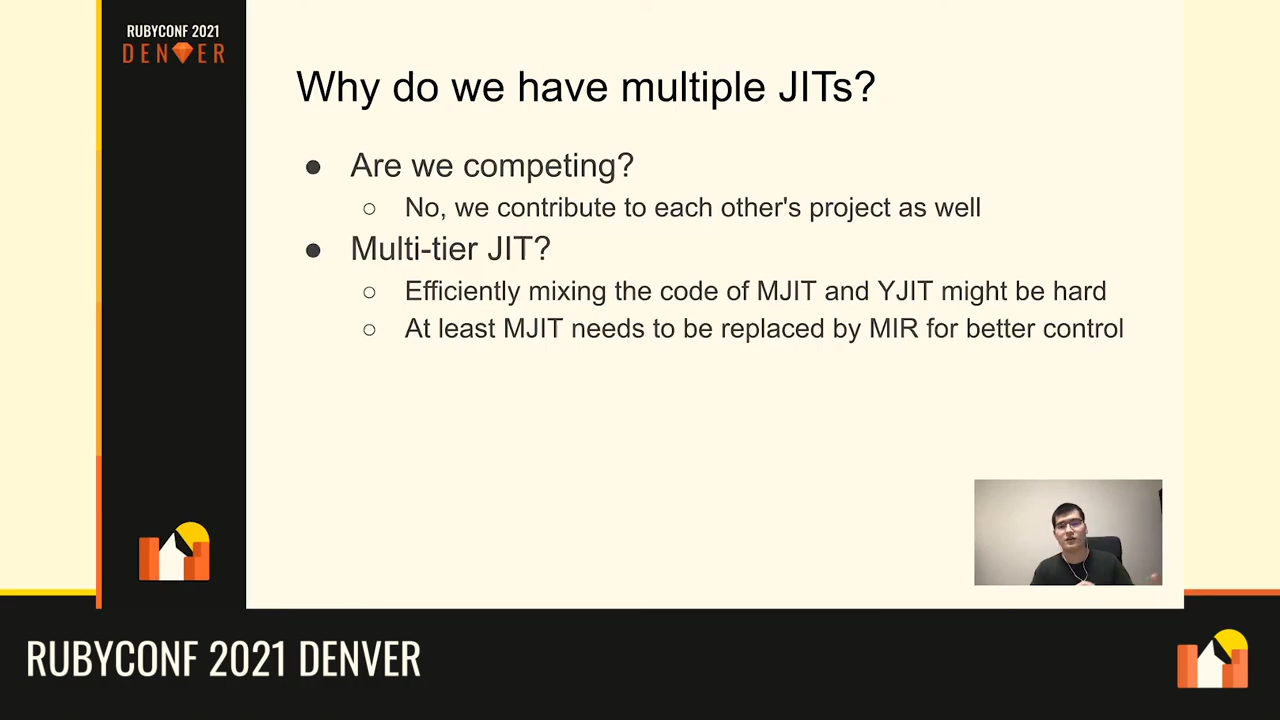 RUBYCONF 2021
DENVER
Why do we have multiple JITs?
● Are we competing?
○ No, we contribute to each other's project as well
● Multi-tier JIT?
○ Efficiently mixing the code of MJIT and YJIT might be hard
○ At least MJIT needs to be replaced by MIR for better control
RUBYCONF 2021 DENVER